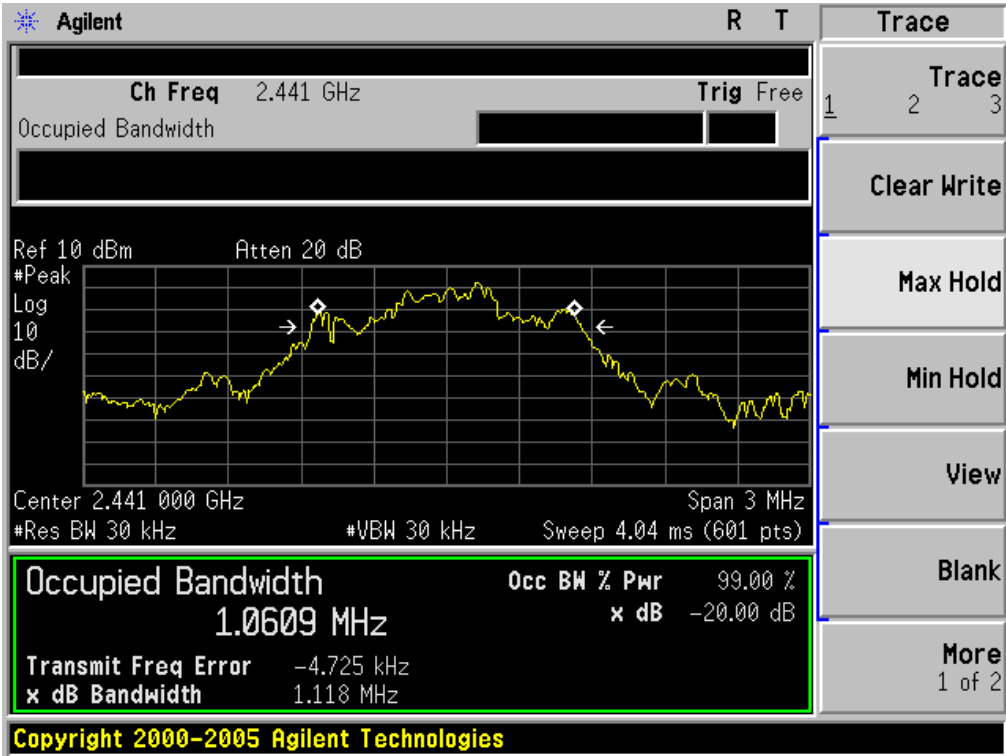 Agilent R T Trace
Ch Freq 2.441 GHz Trig Free
Occupied Bandwidth
Trace
1 2 3
Clear Write
Ref 10 dBm Atten 20 dB
#Peak
Log
10
dB/
Max Hold
Min Hold
View
Center 2.441 000 GHz Span 3 MHz
#Res BW 30 kHz #VBW 30 kHz Sweep 4.04 ms (601 pts)
Occupied Bandwidth
1.0609 MHz
Occ BW % Pwr 99.00 %
x dB -20.00 dB
Transmit Freq Error -4.725 kHz
x dB Bandwidth 1.118 MHz
Blank
More
1 of 2
Copyright 2000-2005 Agilent Technologies